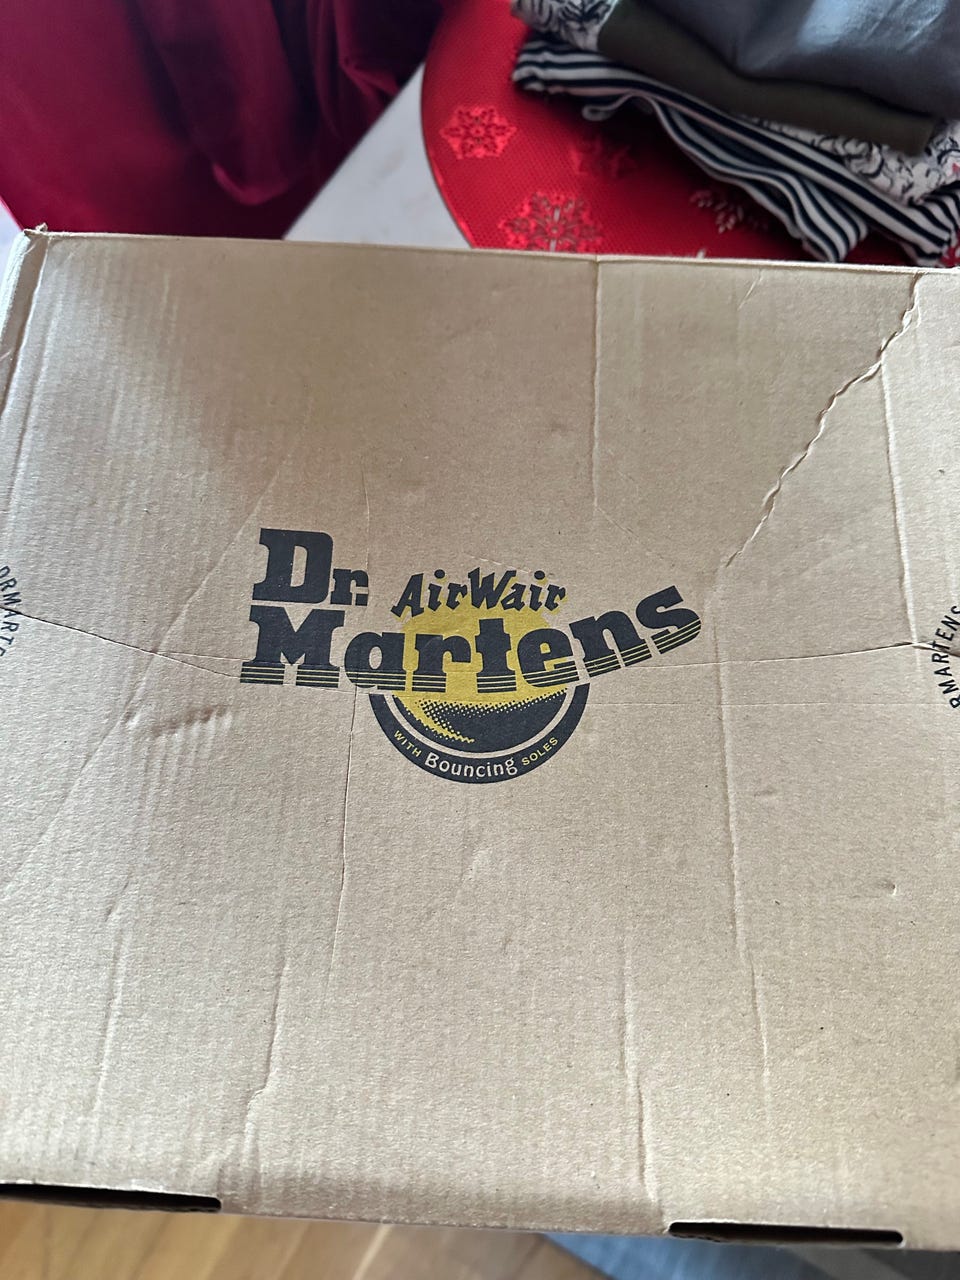 Dr. AirWair
Martens
WITH Bouncing SOLES